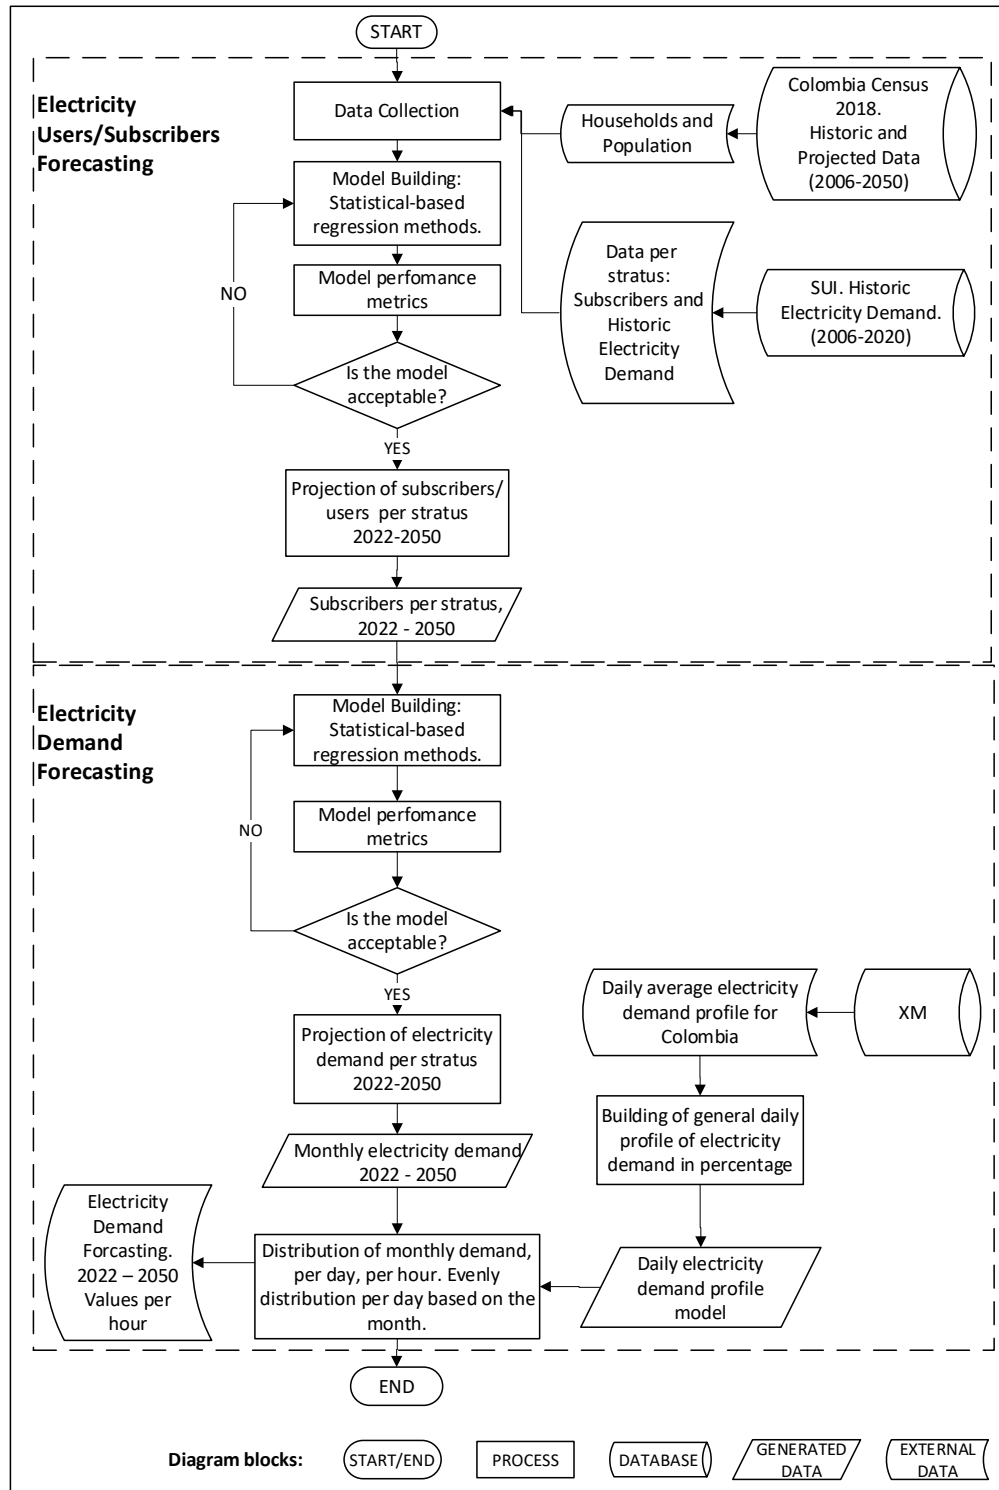 START
Electricity
Users/Subscribers
Forecasting
Data Collection
Households and
Population
Colombia Census
2018.
Historic and
Projected Data
(2006-2050)
Model Building:
Statistical-based
regression methods.
Model perfomance
metrics
NO
Data per
status:
Subscribers and
Historic
Electricity
Demand
SUI. Historic
Electricity Demand.
(2006-2020)
Is the model
acceptable?
YES
Projection of subscribers/
users per stratus
2022-2050
Subscribers per stratus,
2022 - 2050
Electricity
Demand
Forecasting
Model Building:
Statistical-based
regression methods.
Model perfomance
metrics
NO
Is the model
acceptable?
YES
Projection of electricity
demand per stratus
2022-2050
Daily average electricity
demand profile for
Colombia
XM
Building of general daily
profile of electricity
demand in percentage
Monthly electricity demand
2022 - 2050
Electricity
Demand
Forcasting.
2022 – 2050
Values per
hour
Distribution of monthly demand,
per day, per hour. Evenly
distribution per day based on the
month.
Daily electricity
demand profile
model
END
Diagram blocks:
START/END
PROCESS
DATABASE
GENERATED
DATA
EXTERNAL
DATA